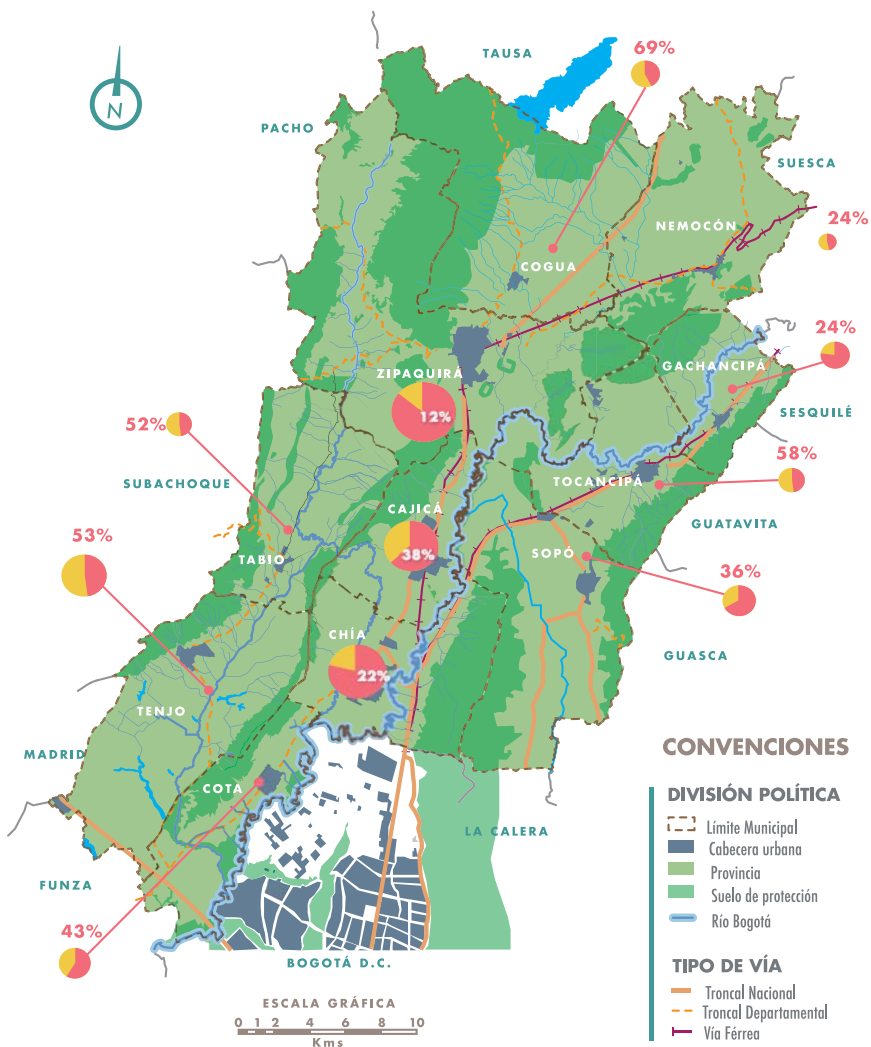 69%
TAUSA
N
PACHO
SUESCA
24%
NEMOCÓN
COGUA
24%
GACHANCIPÁ
ZIPAQUIRÁ
12%
SESQUILÉ
52%
58%
SUBACHOQUE
TOCANCIPÁ
CAJICÁ
GUATAVITA
53%
38%
SOPÓ
TABIO
36%
CHÍA
GUASCA
22%
TENJO
CONVENCIONES
MADRID
COTA
DIVISIÓN POLÍTICA
Límite Municipal
LA CALERA
Cabecera urbana
Provincia
FUNZA
Suelo de protección
Río Bogotá
43%
BOGOTÁ D.C.
TIPO DE VÍA
Troncal Nacional
ESCALA GRÁFICA
Troncal Departamental
0 1 2 4 6 8 10
Vía Férrea
Kms